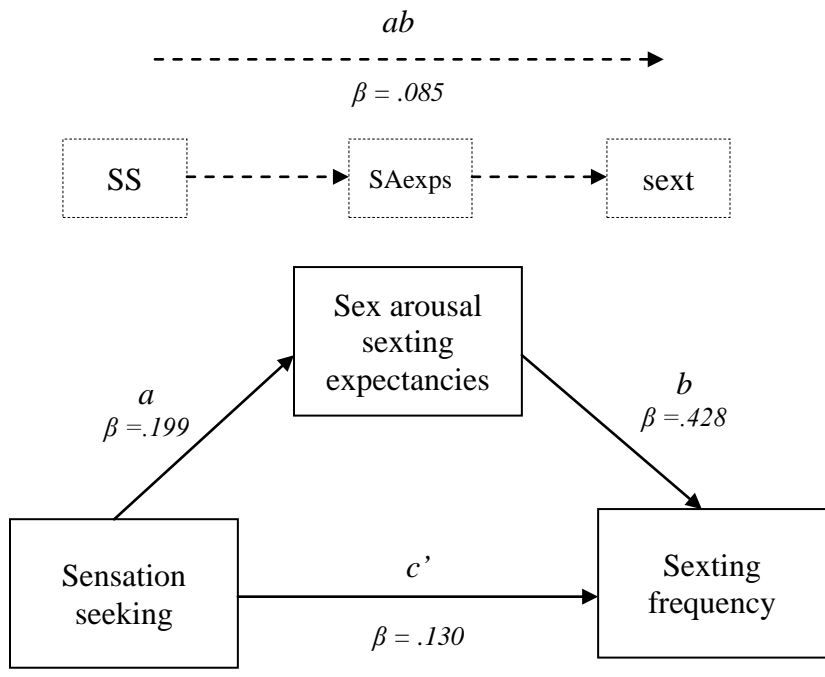 ab
β = .085
SS
SAexps
sext
Sex arousal
sexting
expectancies
a
β =.199
b
β =.428
Sensation
seeking
c’
β = .130
Sexting
frequency